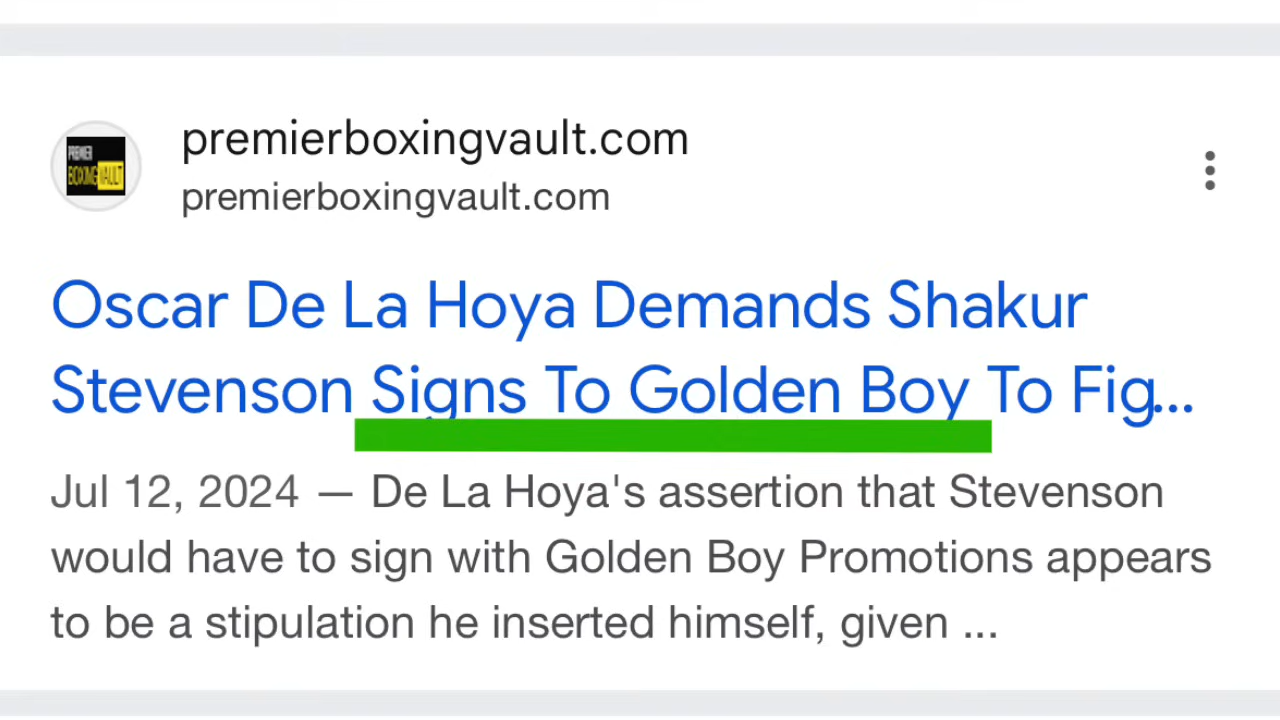 PREMIER
BOXINGVAULT
premierboxingvault.com
premierboxingvault.com
Oscar De La Hoya Demands Shakur
Stevenson Signs To Golden Boy To Fig...
Jul 12, 2024 — De La Hoya's assertion that Stevenson
would have to sign with Golden Boy Promotions appears
to be a stipulation he inserted himself, given ...